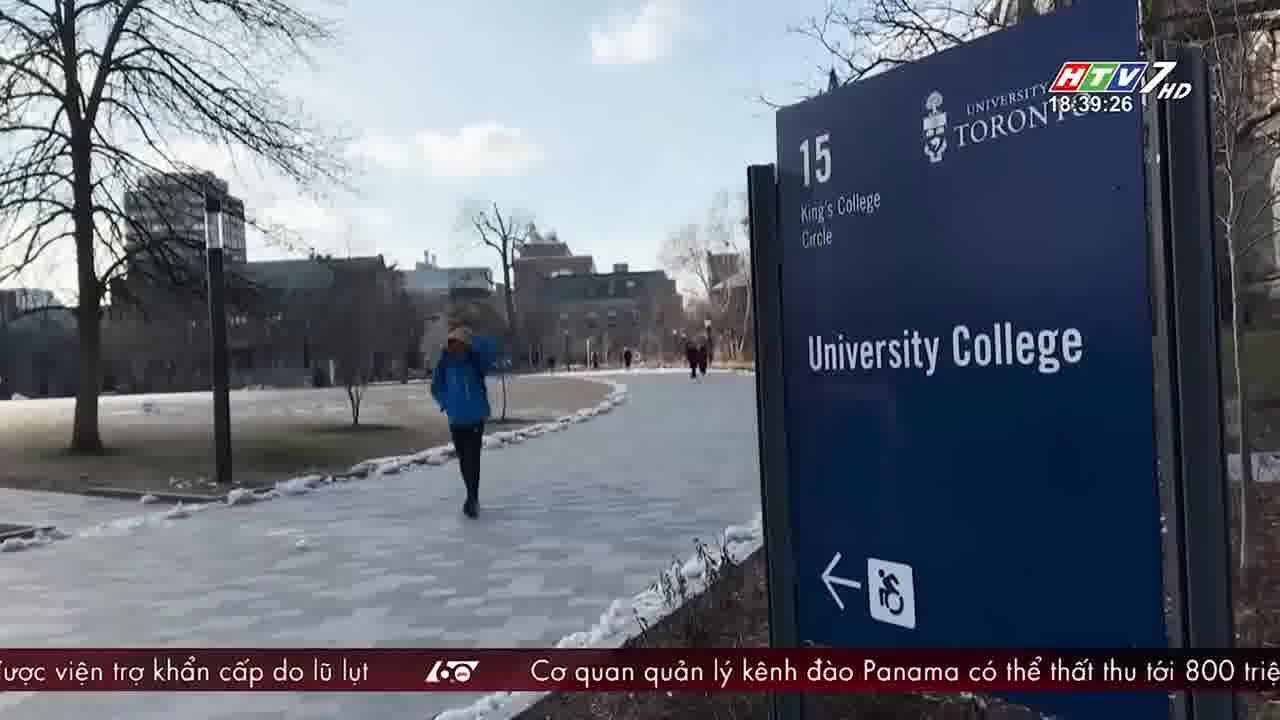 HTV7 HD
18:39:26
UNIVERSITY
TORONTO
15
King's College
Circle
University College
ược viện trợ khẩn cấp do lũ lụt
60
Cơ quan quản lý kênh đào Panama có thể thất thu tới 800 triệ